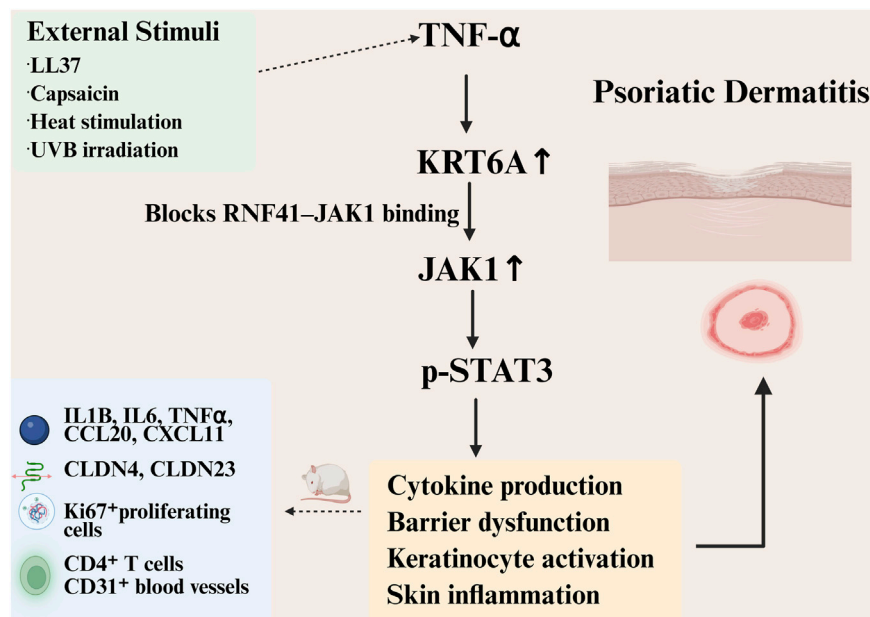 External Stimuli
·LL37
·Capsaicin
·Heat stimulation
·UVB irradiation
TNF-α
KRT6A↑
Blocks RNF41–JAK1 binding
JAK1↑
p-STAT3
Cytokine production
Barrier dysfunction
Keratinocyte activation
Skin inflammation
Psoriatic Dermatitis
IL1B, IL6, TNFα,
CCL20, CXCL11
CLDN4, CLDN23
Ki67⁺proliferating
cells
CD4⁺ T cells
CD31⁺ blood vessels